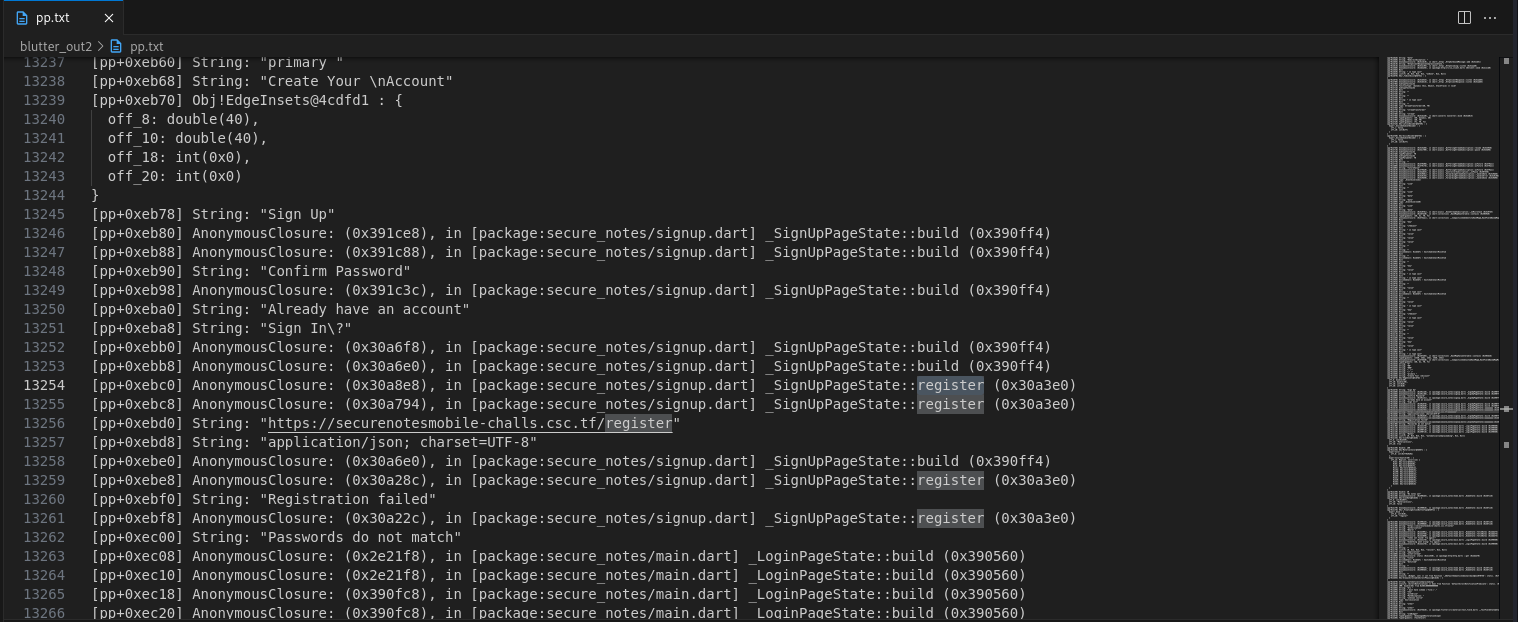 pp.txt
blutter_out2 > pp.txt
13237 [pp+0xeb60] String: "primary "
13238 [pp+0xeb68] String: "Create Your \nAccount"
13239 [pp+0xeb70] Obj!EdgeInsets@4cdfd1 : {
13240 off_8: double(40),
13241 off_10: double(40),
13242 off_18: int(0x0),
13243 off_20: int(0x0)
13244 }
13245 [pp+0xeb78] String: "Sign Up"
13246 [pp+0xeb80] AnonymousClosure: (0x391ce8), in [package:secure_notes/signup.dart] _SignUpPageState::build (0x390ff4)
13247 [pp+0xeb88] AnonymousClosure: (0x391c88), in [package:secure_notes/signup.dart] _SignUpPageState::build (0x390ff4)
13248 [pp+0xeb90] String: "Confirm Password"
13249 [pp+0xeb98] AnonymousClosure: (0x391c3c), in [package:secure_notes/signup.dart] _SignUpPageState::build (0x390ff4)
13250 [pp+0xeba0] String: "Already have an account"
13251 [pp+0xeba8] String: "Sign In\?"
13252 [pp+0xebb0] AnonymousClosure: (0x30a6f8), in [package:secure_notes/signup.dart] _SignUpPageState::build (0x390ff4)
13253 [pp+0xebb8] AnonymousClosure: (0x30a6e0), in [package:secure_notes/signup.dart] _SignUpPageState::build (0x390ff4)
13254 [pp+0xebc0] AnonymousClosure: (0x30a8e8), in [package:secure_notes/signup.dart] _SignUpPageState::register (0x30a3e0)
13255 [pp+0xebc8] AnonymousClosure: (0x30a794), in [package:secure_notes/signup.dart] _SignUpPageState::register (0x30a3e0)
13256 [pp+0xebd0] String: "https://securenotesmobile-challs.csc.tf/register"
13257 [pp+0xebd8] String: "application/json; charset=UTF-8"
13258 [pp+0xebe0] AnonymousClosure: (0x30a6e0), in [package:secure_notes/signup.dart] _SignUpPageState::build (0x390ff4)
13259 [pp+0xebe8] AnonymousClosure: (0x30a28c), in [package:secure_notes/signup.dart] _SignUpPageState::register (0x30a3e0)
13260 [pp+0xebf0] String: "Registration failed"
13261 [pp+0xebf8] AnonymousClosure: (0x30a22c), in [package:secure_notes/signup.dart] _SignUpPageState::register (0x30a3e0)
13262 [pp+0xec00] String: "Passwords do not match"
13263 [pp+0xec08] AnonymousClosure: (0x2e21f8), in [package:secure_notes/main.dart] _LoginPageState::build (0x390560)
13264 [pp+0xec10] AnonymousClosure: (0x2e21f8), in [package:secure_notes/main.dart] _LoginPageState::build (0x390560)
13265 [pp+0xec18] AnonymousClosure: (0x390fc8), in [package:secure_notes/main.dart] _LoginPageState::build (0x390560)
13266 [pp+0xec20] AnonymousClosure: (0x390fc8), in [package:secure_notes/main.dart] _LoginPageState::build (0x390560)